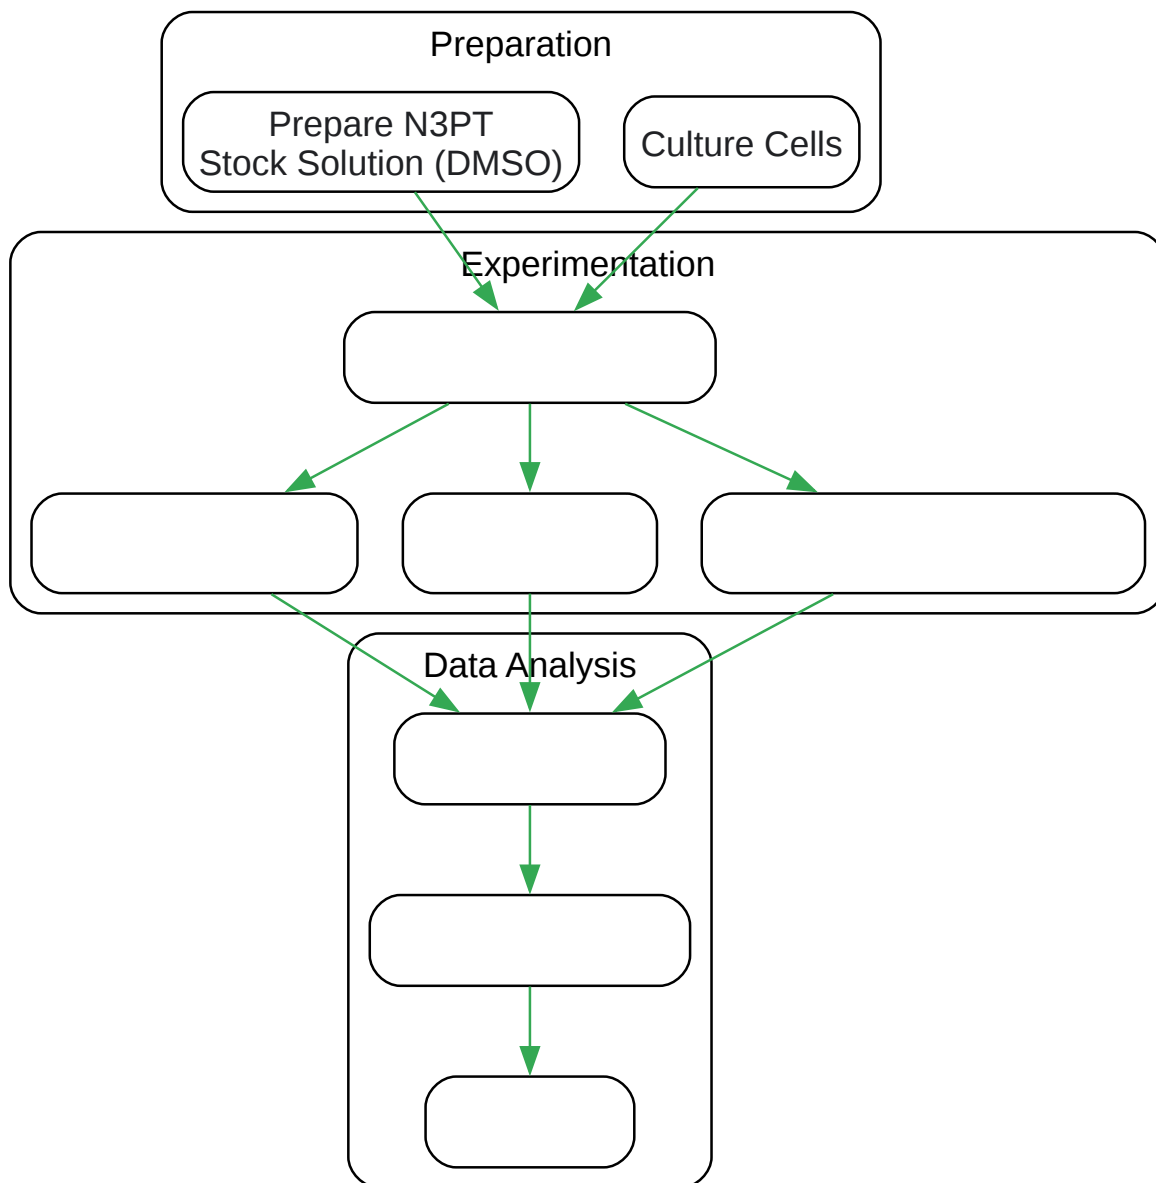 Preparation
Prepare N3PT
Stock Solution (DMSO)
Culture Cells
Experimentation
Data Analysis